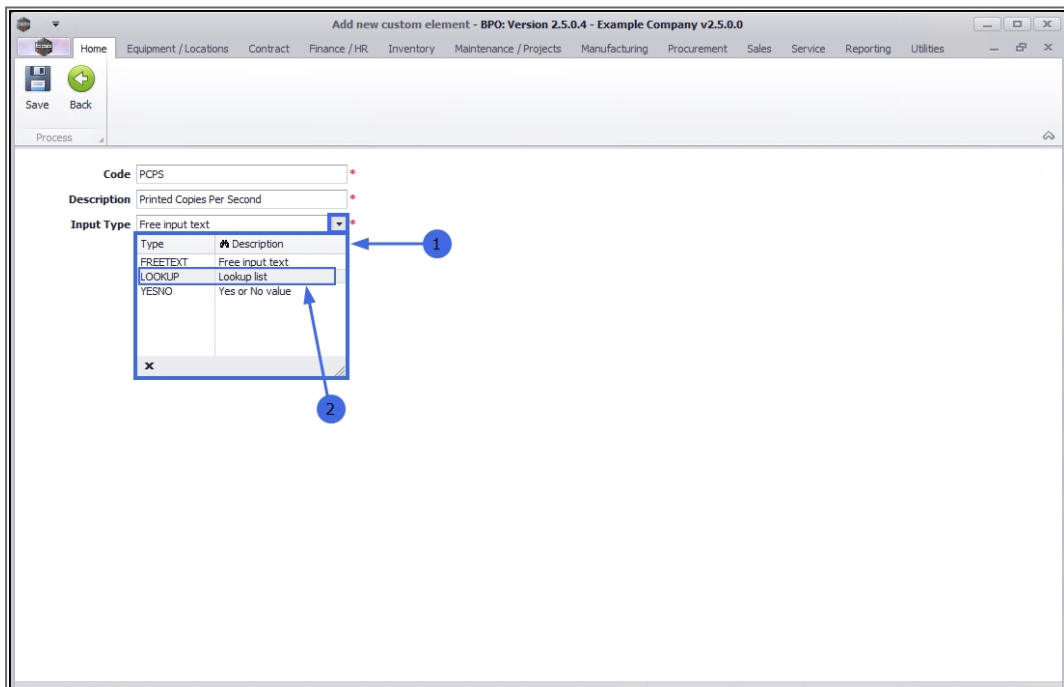 Add new custom element - BPO: Version 2.5.0.4 - Example Company v2.5.0.0
Home Equipment / Locations Contract Finance / HR Inventory Maintenance / Projects Manufacturing Procurement Sales Service Reporting Utilities
Save Back
Process
Code PCPS *
Description Printed Copies Per Second *
Input Type Free input text *
Type Description
1
FREETEXT Free input text
LOOKUP Lookup list
YESNO Yes or No value
x
2